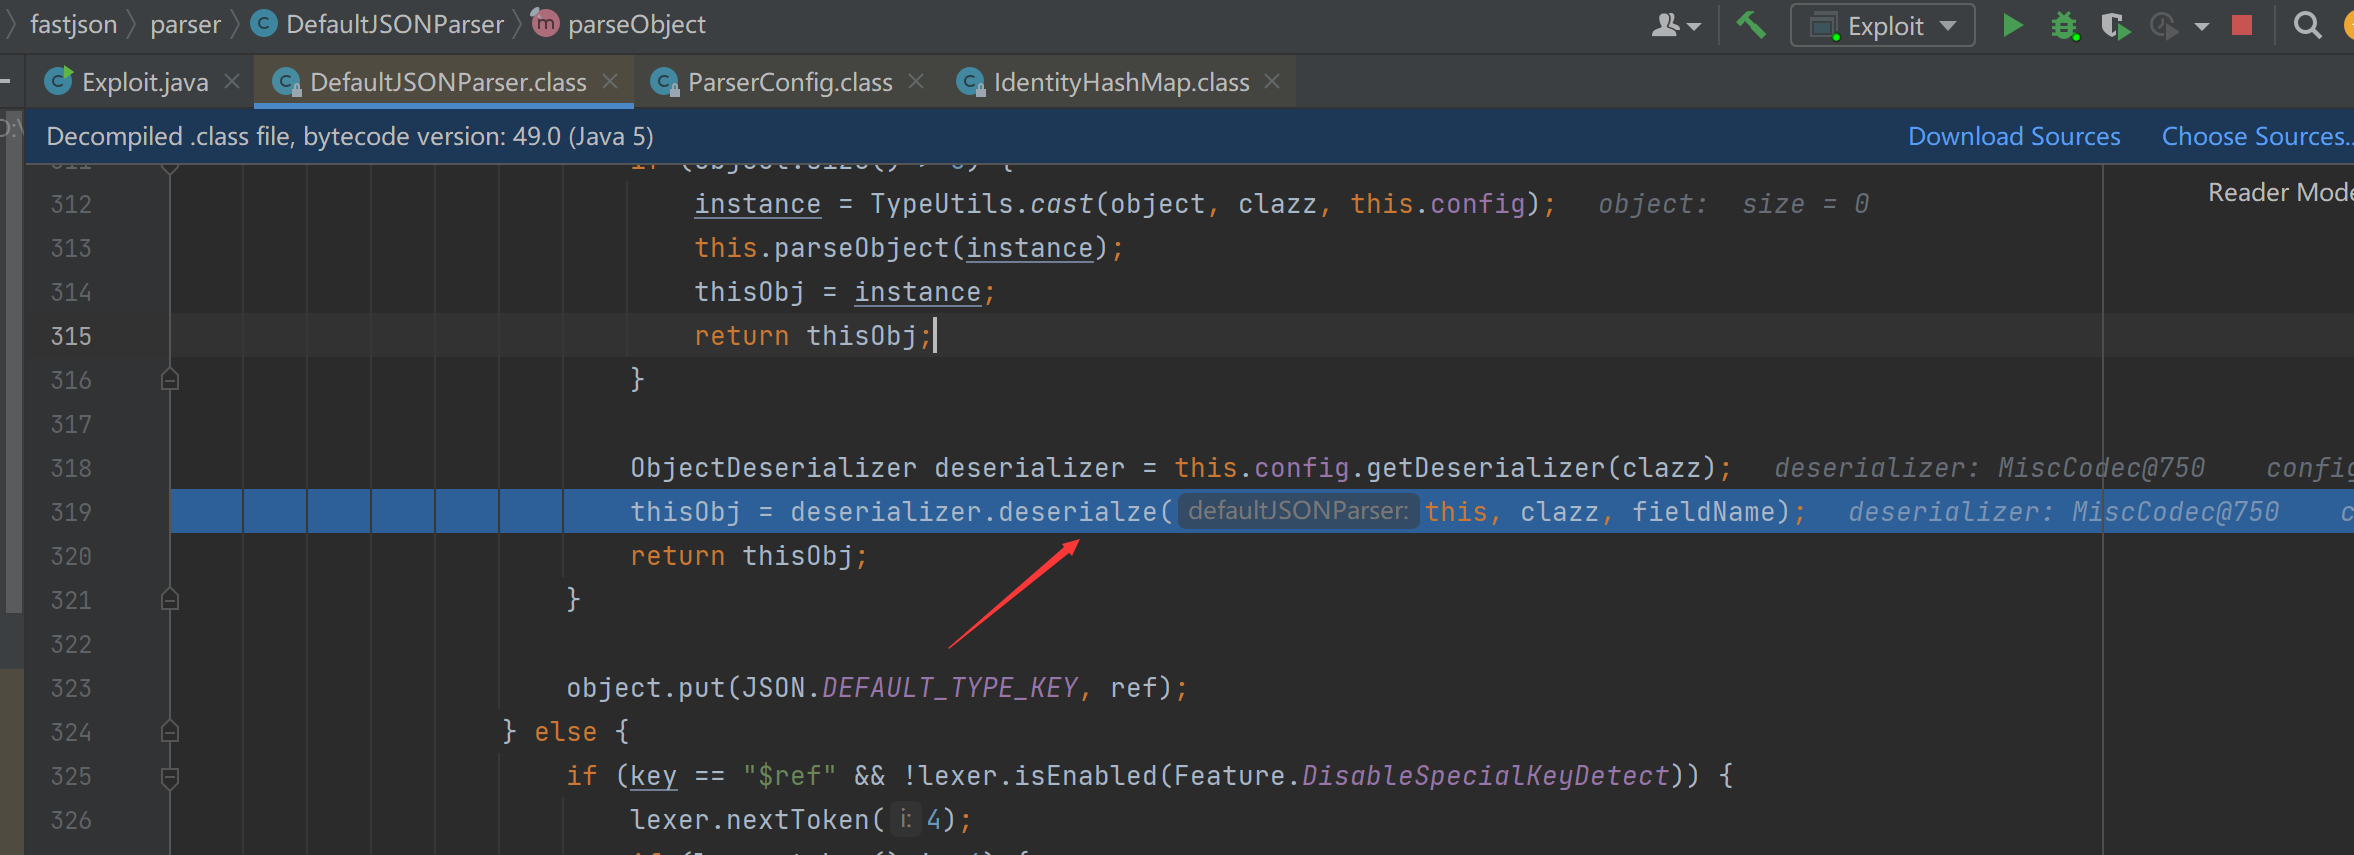 fastjson parser DefaultJSONParser parseObject Exploit
Exploit.java DefaultJSONParser.class ParserConfig.class IdentityHashMap.class
Decompiled .class file, bytecode version: 49.0 (Java 5) Download Sources Choose Sources..
Reader Mode
312 instance = TypeUtils.cast(object, clazz, this.config); object: size = 0
313 this.parseObject(instance);
314 thisObj = instance;
315 return thisObj;
316 }
317
318 ObjectDeserializer deserializer = this.config.getDeserializer(clazz); deserializer: MiscCodec@750 config
319 thisObj = deserializer.deserialze( defaultJSONParser: this, clazz, fieldName); deserializer: MiscCodec@750 c
320 return thisObj;
321 }
322
323 object.put(JSON.DEFAULT_TYPE_KEY, ref);
324 } else {
325 if (key == "$ref" && !lexer.isEnabled(Feature.DisableSpecialKeyDetect)) {
326 lexer.nextToken( i: 4);